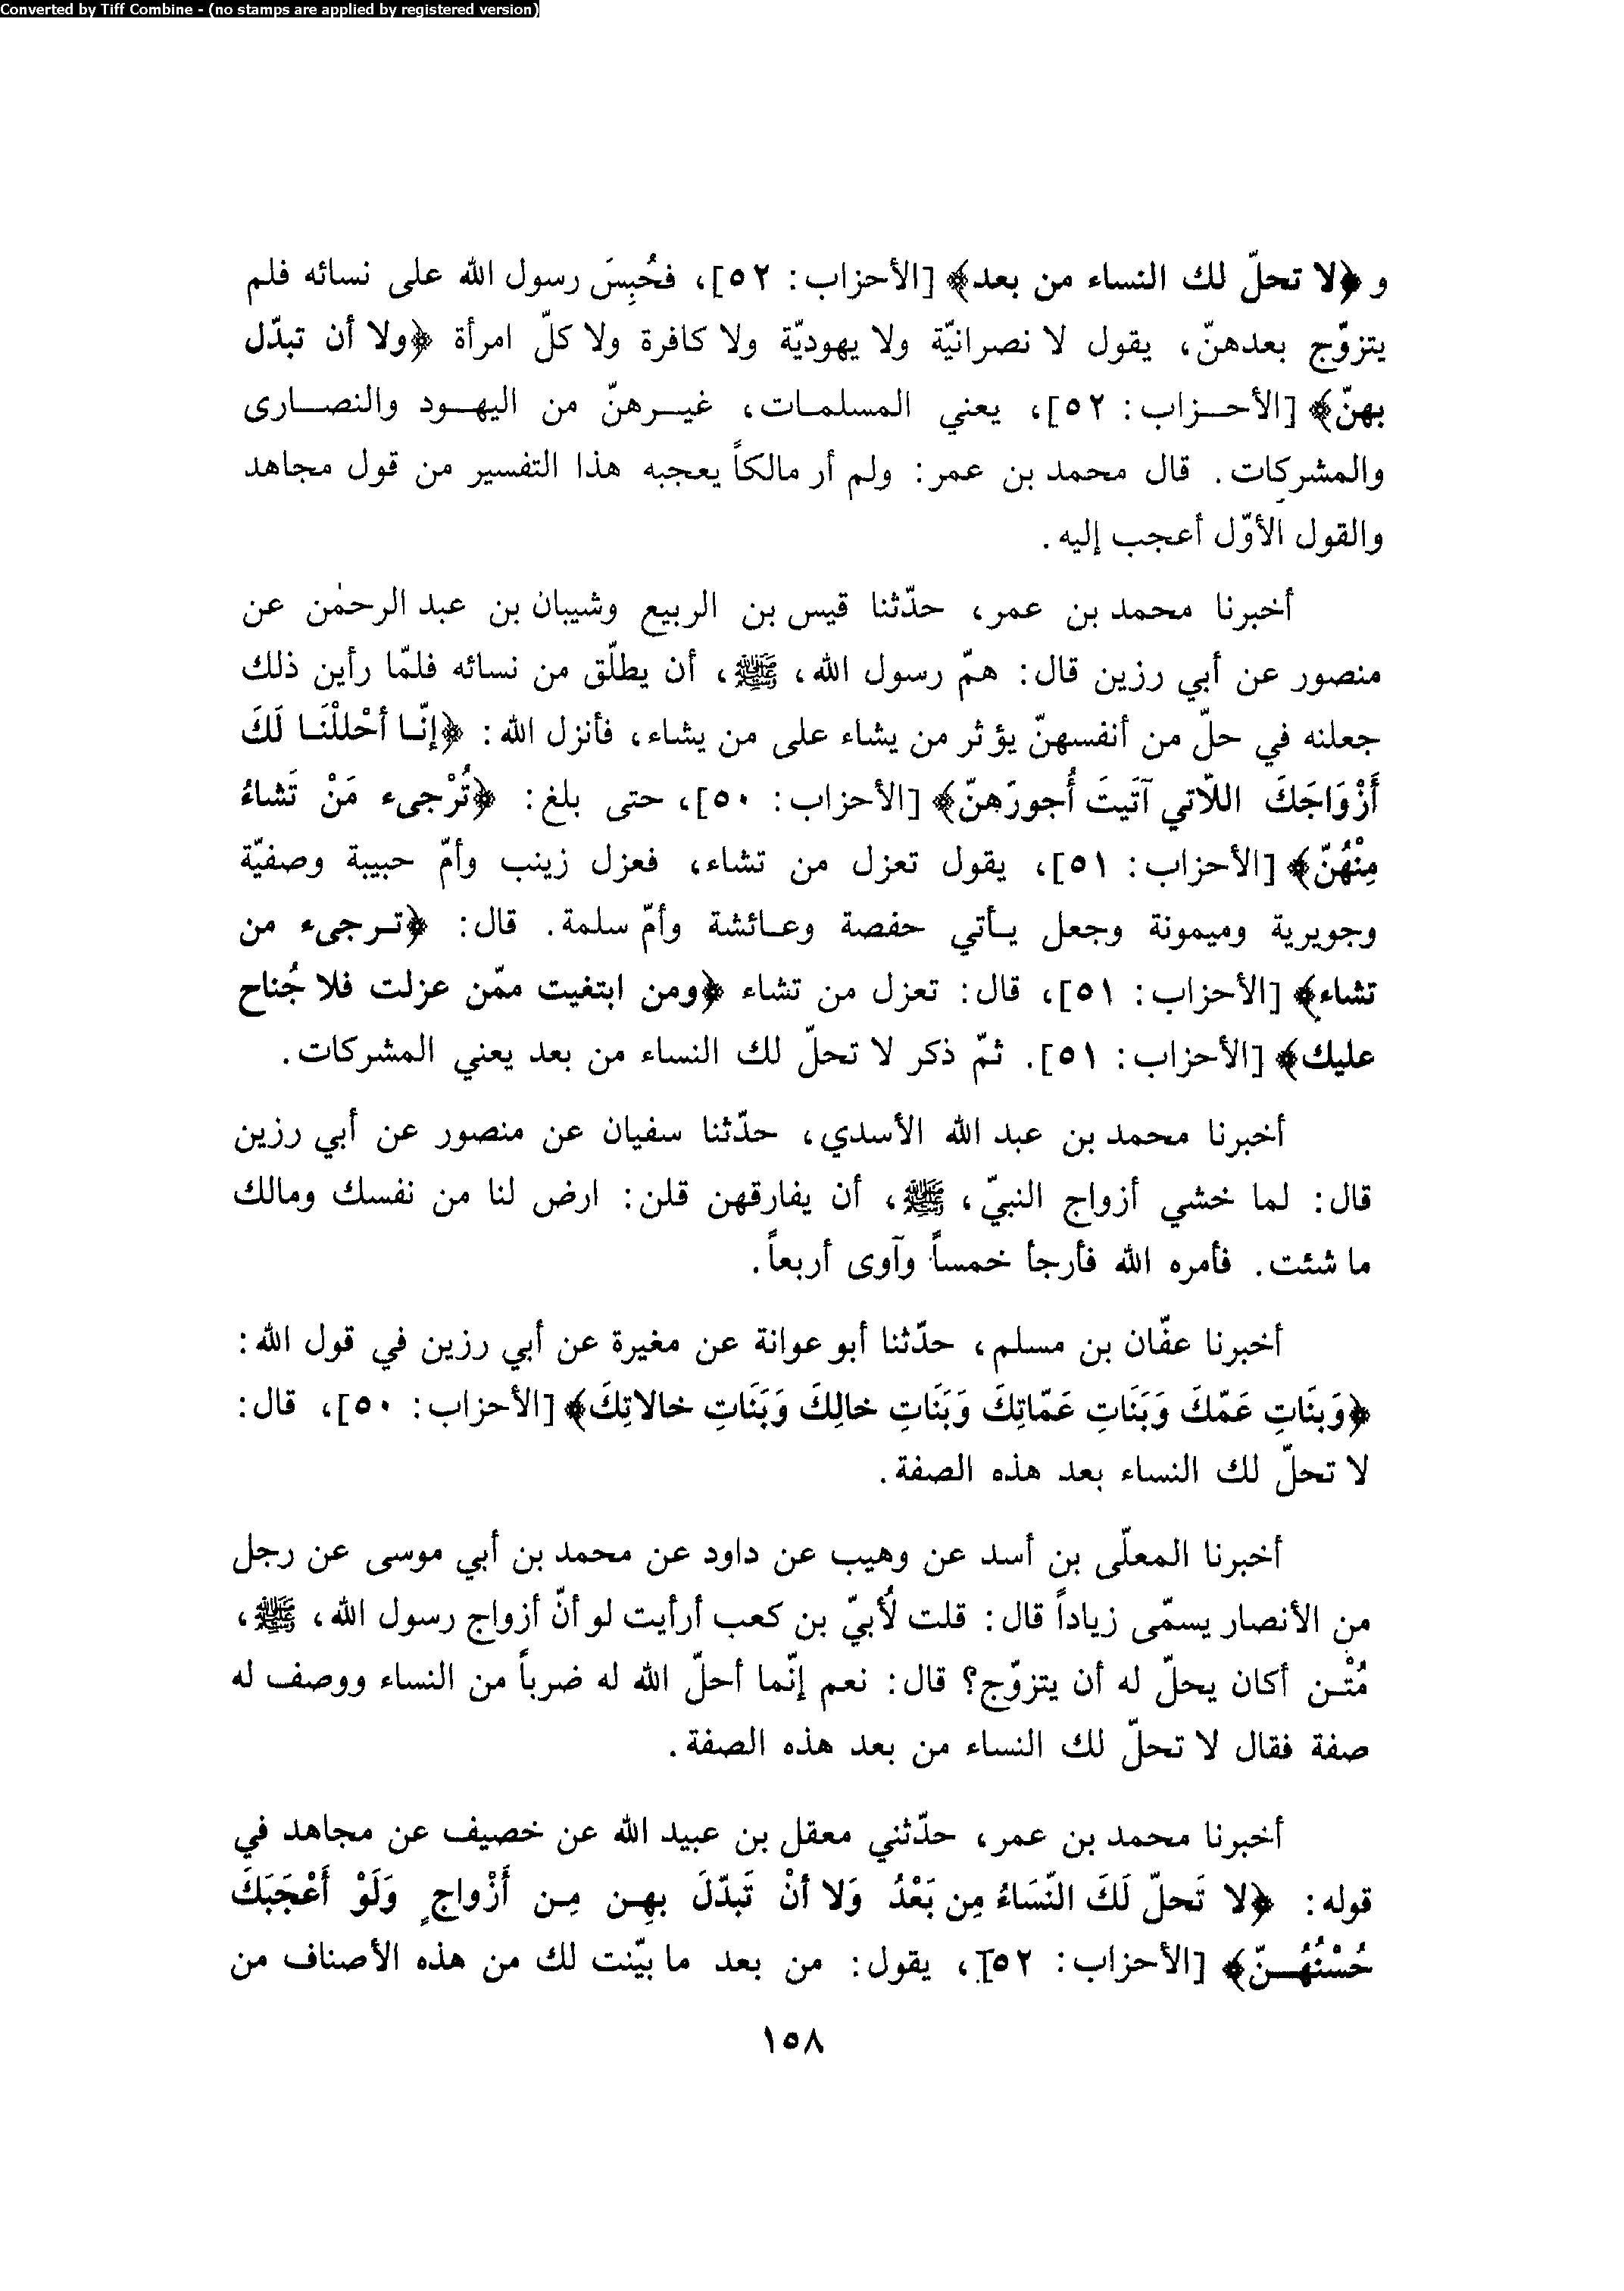 Converted by Tiff Combine - (no stamps are applied by registered version)
و ﴿لا تحلّ لك النساء من بعد﴾ [الأحزاب: ٥٢]، فحُبِسَ رسول الله على نسائه فلم
يتزوّج بعدهنّ، يقول لا نصرانيّة ولا يهوديّة ولا كافرة ولا كلّ امرأة ﴿ولا أن تبدّل
بهنّ﴾ [الأحزاب: ٥٢]، يعني المسلمات، غيرهنّ من اليهود والنصارى
والمشركات. قال محمد بن عمر: ولم أر مالكاً يعجبه هذا التفسير من قول مجاهد
والقول الأوّل أعجب إليه.
أخبرنا محمد بن عمر، حدّثنا قيس بن الربيع وشيبان بن عبد الرحمٰن عن
منصور عن أبي رزين قال: همّ رسول الله، ﷺ، أن يطلّق من نسائه فلمّا رأين ذلك
جعلنه في حلّ من أنفسهنّ يؤثر من يشاء على من يشاء، فأنزل الله: ﴿إنّا أحْللْنَا لَكَ
أَزْوَاجَكَ اللّاتي آتَيتَ أُجورَهنّ﴾ [الأحزاب: ٥٠]، حتى بلغ: ﴿تُرْجىء مَنْ تَشاءُ
مِنْهُنّ﴾ [الأحزاب: ٥١]، يقول تعزل من تشاء، فعزل زينب وأمّ حبيبة وصفيّة
وجويرية وميمونة وجعل يأتي حفصة وعائشة وأمّ سلمة. قال: ﴿ترجىء من
تشاء﴾ [الأحزاب: ٥١]، قال: تعزل من تشاء ﴿ومن ابتغيت ممّن عزلت فلا جُناح
عليك﴾ [الأحزاب: ٥١]. ثمّ ذكر لا تحلّ لك النساء من بعد يعني المشركات.
أخبرنا محمد بن عبد الله الأسدي، حدّثنا سفيان عن منصور عن أبي رزين
قال: لما خشي أزواج النبيّ، ﷺ، أن يفارقهن قلن: ارض لنا من نفسك ومالك
ما شئت. فأمره الله فأرجأ خمساً وآوى أربعاً.
أخبرنا عفّان بن مسلم، حدّثنا أبو عوانة عن مغيرة عن أبي رزين في قول الله:
﴿وَبنَاتِ عَمّكَ وَبَنَاتِ عَمّاتِكَ وَبَنَاتِ خالِكَ وَبَنَاتِ خالاتِكَ﴾ [الأحزاب: ٥٠]، قال:
لا تحلّ لك النساء بعد هذه الصفة.
أخبرنا المعلّى بن أسد عن وهيب عن داود عن محمد بن أبي موسى عن رجل
من الأنصار يسمّى زياداً قال: قلت لأُبيّ بن كعب أرأيت لو أنّ أزواج رسول الله، ﷺ،
مُتْن أكان يحلّ له أن يتزوّج؟ قال: نعم إنّما أحلّ الله له ضرباً من النساء ووصف له
صفة فقال لا تحلّ لك النساء من بعد هذه الصفة.
أخبرنا محمد بن عمر، حدّثني معقل بن عبيد الله عن خصيف عن مجاهد في
قوله: ﴿لا تَحلّ لَكَ النّسَاءُ مِن بَعْدُ وَلا أنْ تَبدّلَ بهِن مِن أَزْواجٍ وَلَوْ أَعْجَبَكَ
حُسْنُهُنّ﴾ [الأحزاب: ٥٢]، يقول: من بعد ما بيّنت لك من هذه الأصناف من
١٥٨